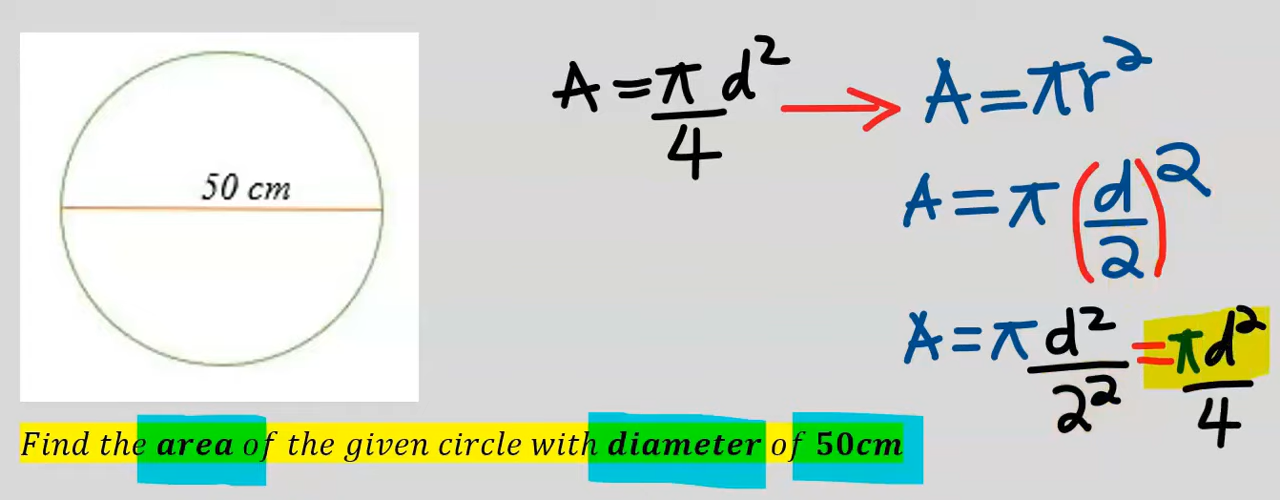 50 cm
A = π/4 d²
A = πr²
A = π(d/2)²
A = π d²/2² = πd²/4
Find the area of the given circle with diameter of 50cm